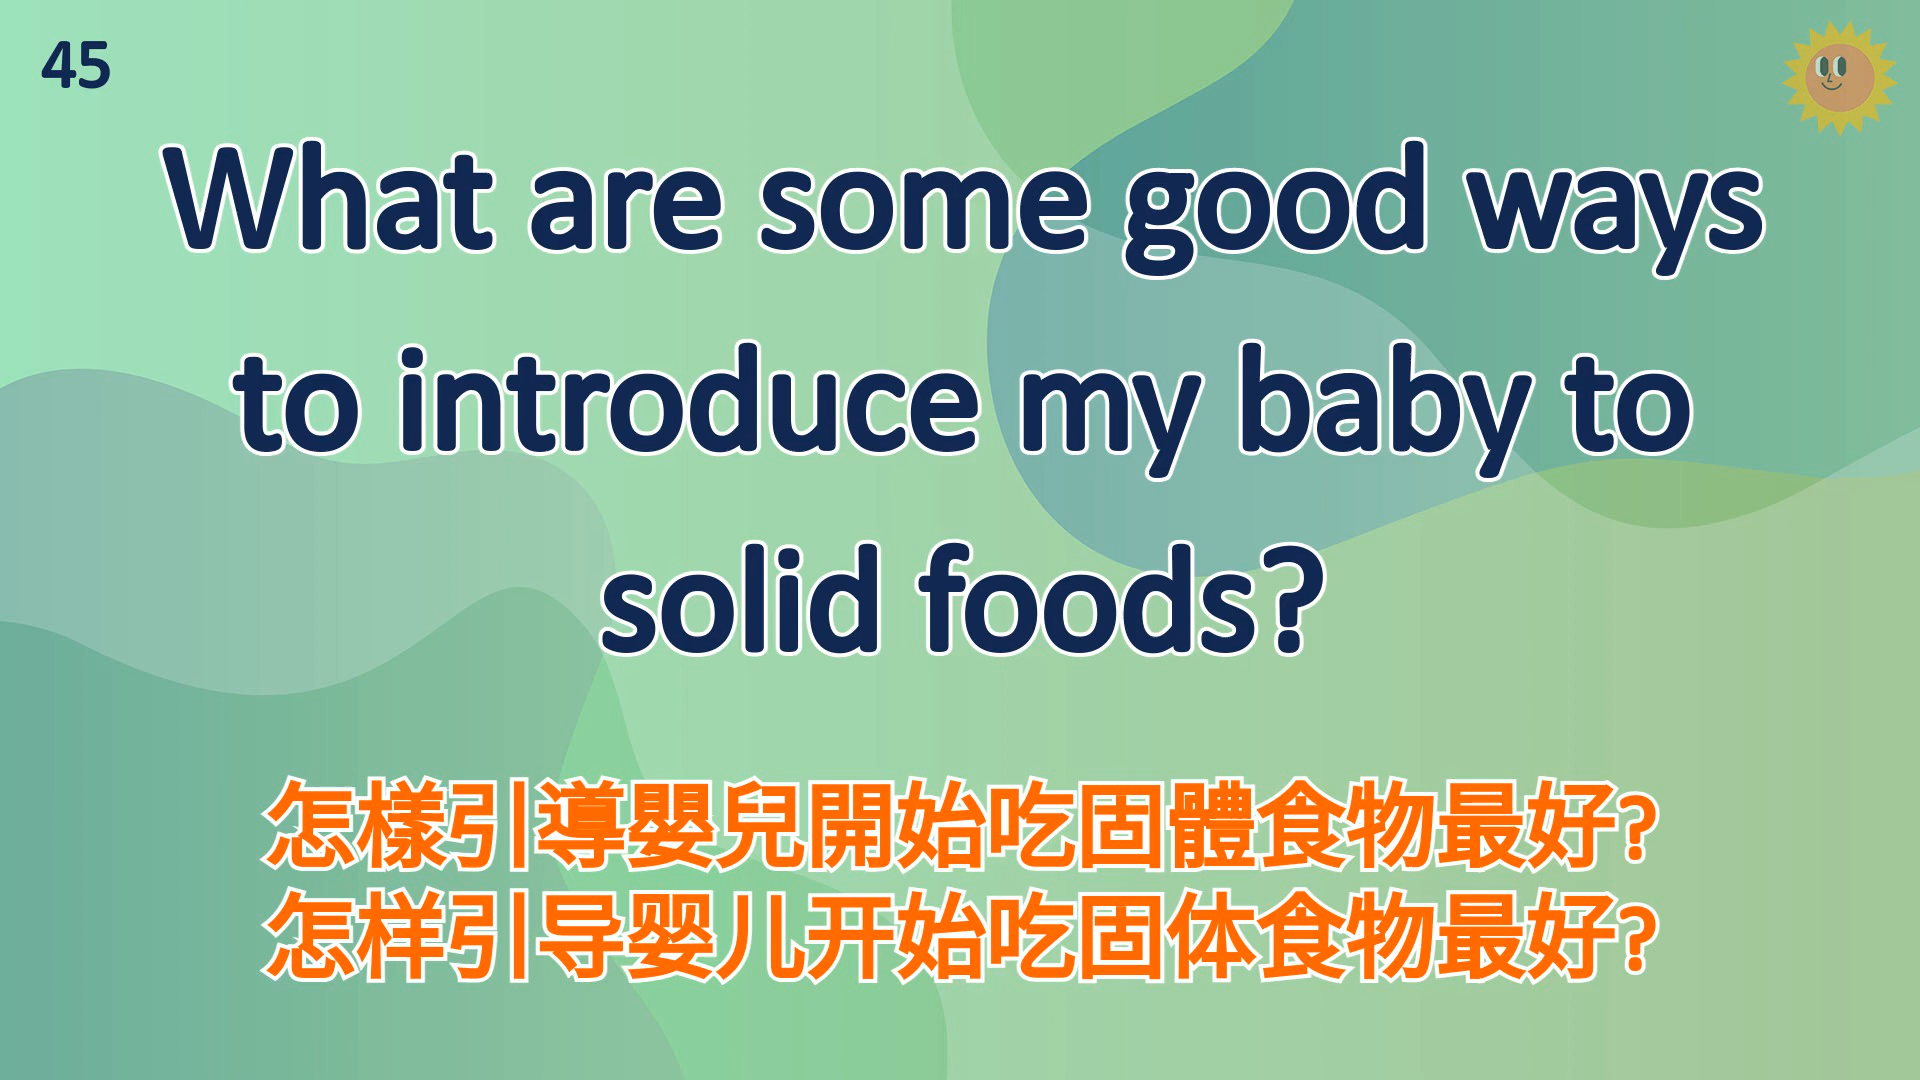 45
What are some good ways
to introduce my baby to
solid foods?
怎樣引導嬰兒開始吃固體食物最好?
怎样引导婴儿开始吃固体食物最好?